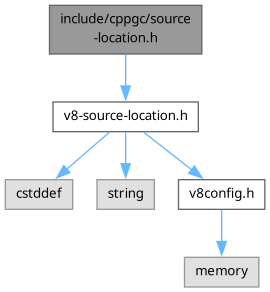 include/cppgc/source
-location.h
v8-source-location.h
cstddef
string
v8config.h
memory